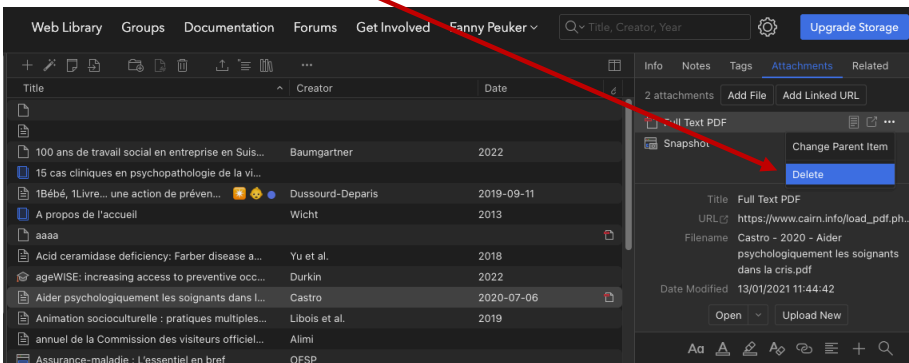 Web Library Groups Documentation Forums Get Involved Fanny Peuker Title, Creator, Year Upgrade Storage
Info Notes Tags Attachments Related
Title Creator Date
2 attachments Add File Add Linked URL
Full Text PDF
Snapshot
Change Parent Item
Delete
100 ans de travail social en entreprise en Suis... Baumgartner 2022
15 cas cliniques en psychopathologie de la vi...
1Bébé, 1Livre... une action de préven... Dussourd-Deparis 2019-09-11
A propos de l'accueil Wicht 2013
aaaa
Acid ceramidase deficiency: Farber disease a... Yu et al. 2018
ageWISE: increasing access to preventive occ... Durkin 2022
Aider psychologiquement les soignants dans l... Castro 2020-07-06
Animation socioculturelle : pratiques multiples... Libois et al. 2019
annuel de la Commission des visiteurs officiel... Alimi
Assurance-maladie : L'essentiel en bref OFSP
Title Full Text PDF
URL https://www.cairn.info/load_pdf.ph...
Filename Castro - 2020 - Aider
psychologiquement les soignants
dans la cris.pdf
Date Modified 13/01/2021 11:44:42
Open Upload New
Aa A